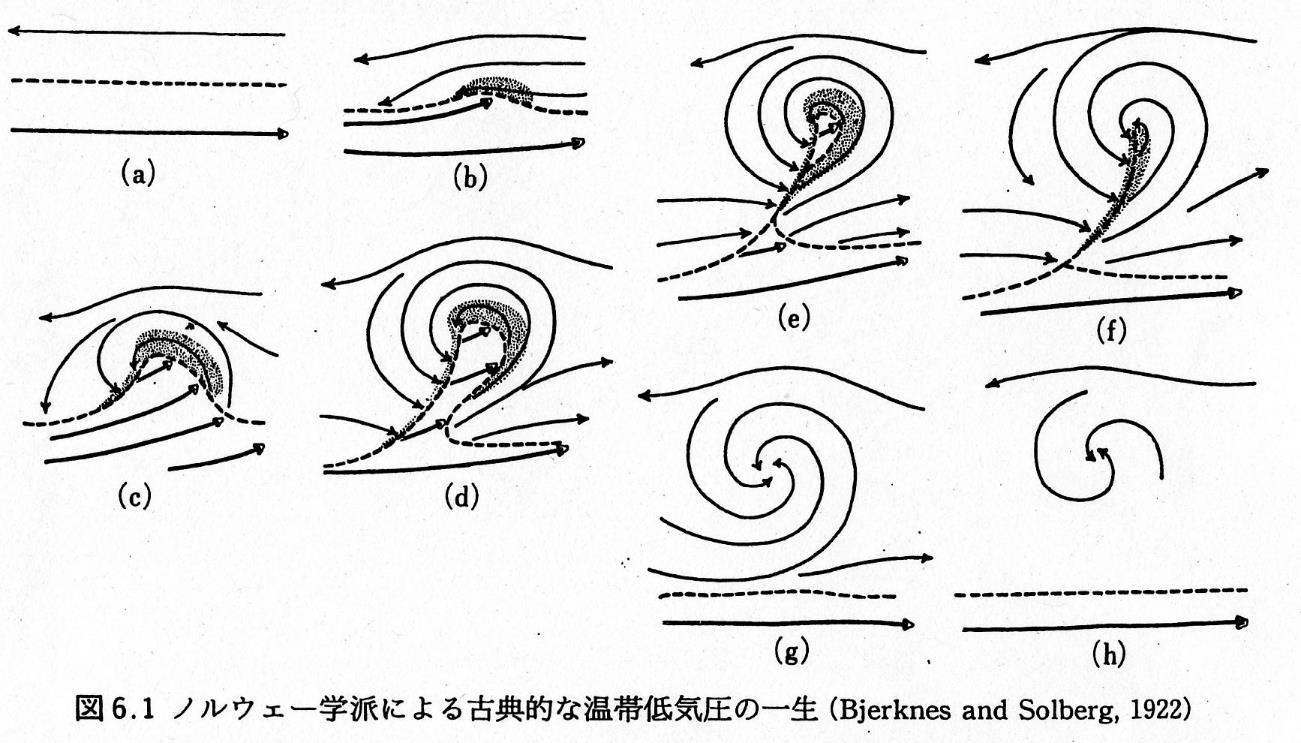 (a)
(b)
(c)
(d)
(e)
(f)
(g)
(h)
図6.1 ノルウェー学派による古典的な温帯低気圧の一生 (Bjerknes and Solberg, 1922)